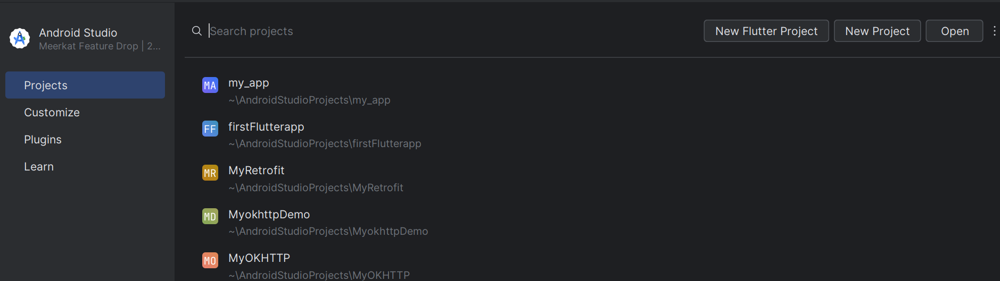 Android Studio
Meerkat Feature Drop | 2...
Projects
Customize
Plugins
Learn
Search projects
New Flutter Project
New Project
Open
MA
my_app
~\AndroidStudioProjects\my_app
FF
firstFlutterapp
~\AndroidStudioProjects\firstFlutterapp
MR
MyRetrofit
~\AndroidStudioProjects\MyRetrofit
MD
MyokhttpDemo
~\AndroidStudioProjects\MyokhttpDemo
MO
MyOKHTTP
~\AndroidStudioProjects\MyOKHTTP